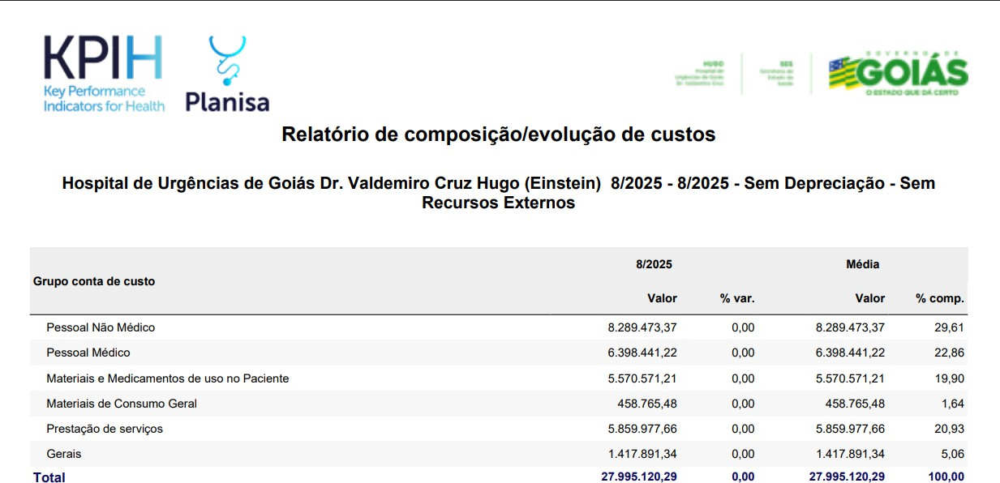 KPIH
Key Performance
Indicators for Health
Planisa
HUGO
Hospital de
Urgências de Goiás
Dr. Valdemiro Cruz
SES
Secretaria de
Estado da
Saúde
GOVERNO DE
GOIÁS
O ESTADO QUE DÁ CERTO
Relatório de composição/evolução de custos
Hospital de Urgências de Goiás Dr. Valdemiro Cruz Hugo (Einstein) 8/2025 - 8/2025 - Sem Depreciação - Sem
Recursos Externos
8/2025 Média
Grupo conta de custo
Valor % var. Valor % comp.
Pessoal Não Médico 8.289.473,37 0,00 8.289.473,37 29,61
Pessoal Médico 6.398.441,22 0,00 6.398.441,22 22,86
Materiais e Medicamentos de uso no Paciente 5.570.571,21 0,00 5.570.571,21 19,90
Materiais de Consumo Geral 458.765,48 0,00 458.765,48 1,64
Prestação de serviços 5.859.977,66 0,00 5.859.977,66 20,93
Gerais 1.417.891,34 0,00 1.417.891,34 5,06
Total 27.995.120,29 0,00 27.995.120,29 100,00